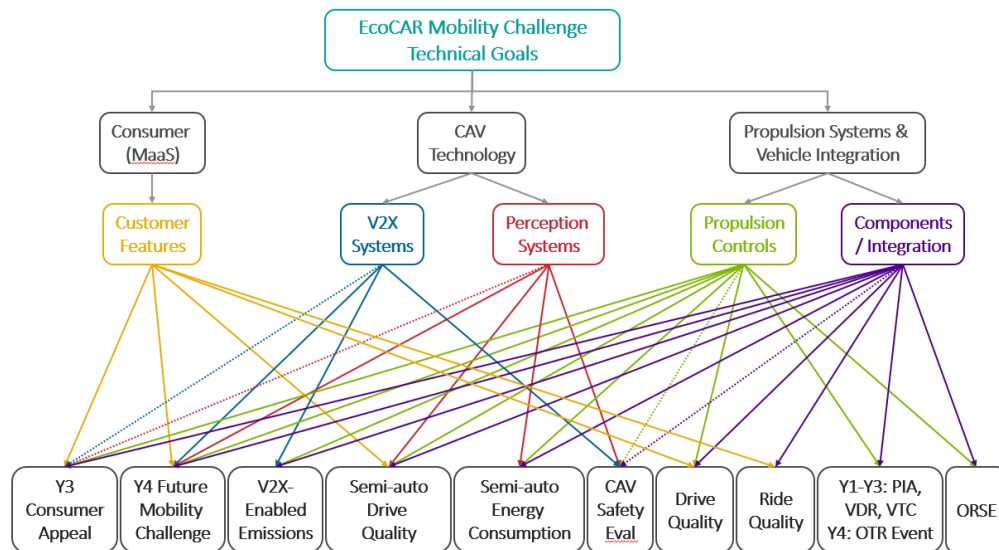 EcoCAR Mobility Challenge
Technical Goals
Consumer
(MaaS)
CAV
Technology
Propulsion Systems &
Vehicle Integration
Customer
Features
V2X
Systems
Perception
Systems
Propulsion
Controls
Components
/ Integration
Y3
Consumer
Appeal
Y4 Future
Mobility
Challenge
V2X-
Enabled
Emissions
Semi-auto
Drive
Quality
Semi-auto
Energy
Consumption
CAV
Safety
Eval
Drive
Quality
Ride
Quality
Y1-Y3: PIA,
VDR, VTC
Y4: OTR Event
ORSE